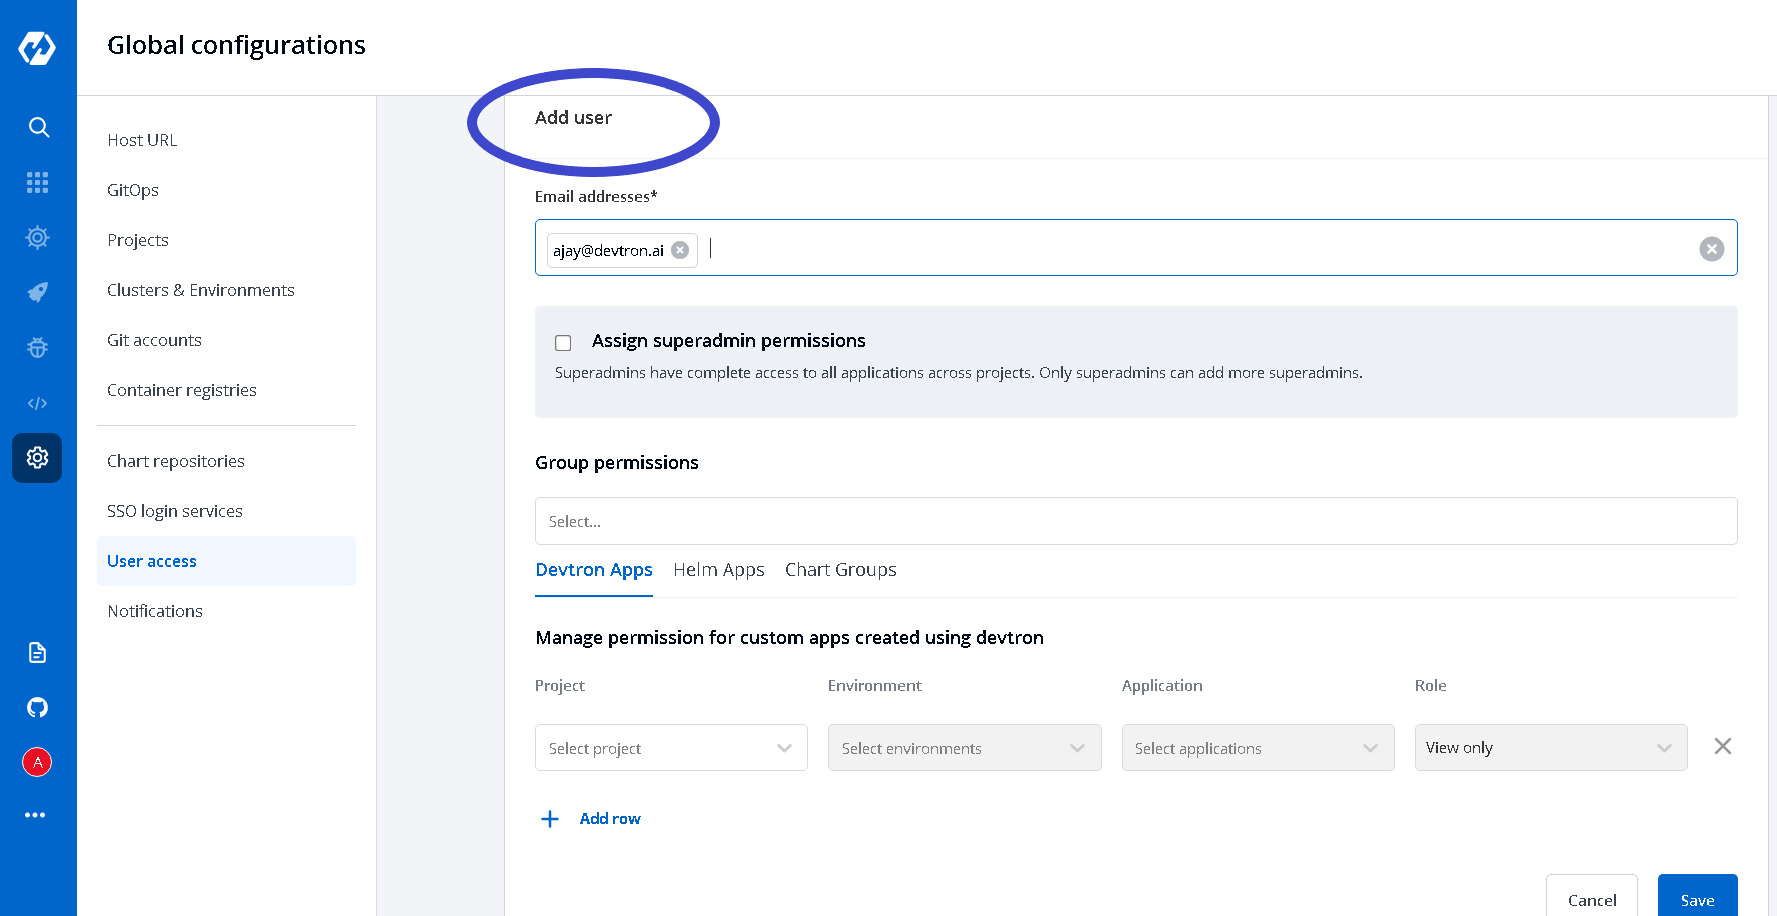 Global configurations
Host URL
GitOps
Projects
Clusters & Environments
Git accounts
Container registries
Chart repositories
SSO login services
User access
Notifications
A
Add user
Email addresses*
ajay@devtron.ai
Assign superadmin permissions
Superadmins have complete access to all applications across projects. Only superadmins can add more superadmins.
Group permissions
Select...
Devtron Apps Helm Apps Chart Groups
Manage permission for custom apps created using devtron
Project Environment Application Role
Select project Select environments Select applications View only
Add row
Cancel Save